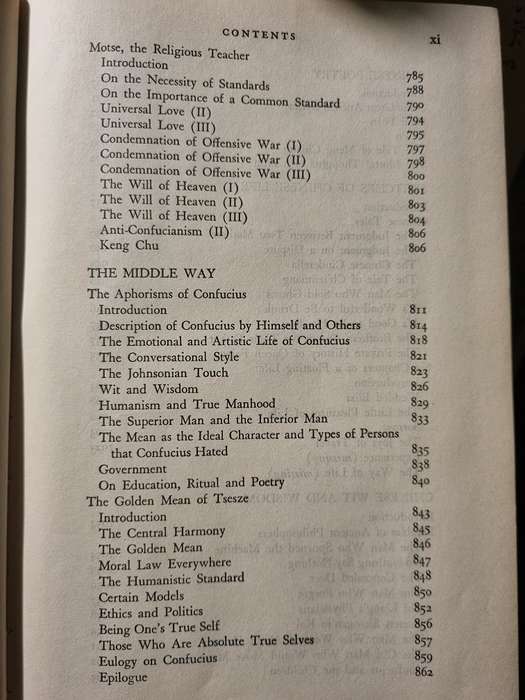 CONTENTS xi
Motse, the Religious Teacher
Introduction 785
On the Necessity of Standards 788
On the Importance of a Common Standard 790
Universal Love (II) 794
Universal Love (III) 795
Condemnation of Offensive War (I) 797
Condemnation of Offensive War (II) 798
Condemnation of Offensive War (III) 800
The Will of Heaven (I) 801
The Will of Heaven (II) 803
The Will of Heaven (III) 804
Anti-Confucianism (II) 806
Keng Chu 806
THE MIDDLE WAY
The Aphorisms of Confucius
Introduction 811
Description of Confucius by Himself and Others 814
The Emotional and Artistic Life of Confucius 818
The Conversational Style 821
The Johnsonian Touch 823
Wit and Wisdom 826
Humanism and True Manhood 829
The Superior Man and the Inferior Man 833
The Mean as the Ideal Character and Types of Persons
that Confucius Hated 835
Government 838
On Education, Ritual and Poetry 840
The Golden Mean of Tsesze
Introduction 843
The Central Harmony 845
The Golden Mean 846
Moral Law Everywhere 847
The Humanistic Standard 848
Certain Models 850
Ethics and Politics 852
Being One's True Self 856
Those Who Are Absolute True Selves 857
Eulogy on Confucius 859
Epilogue 862